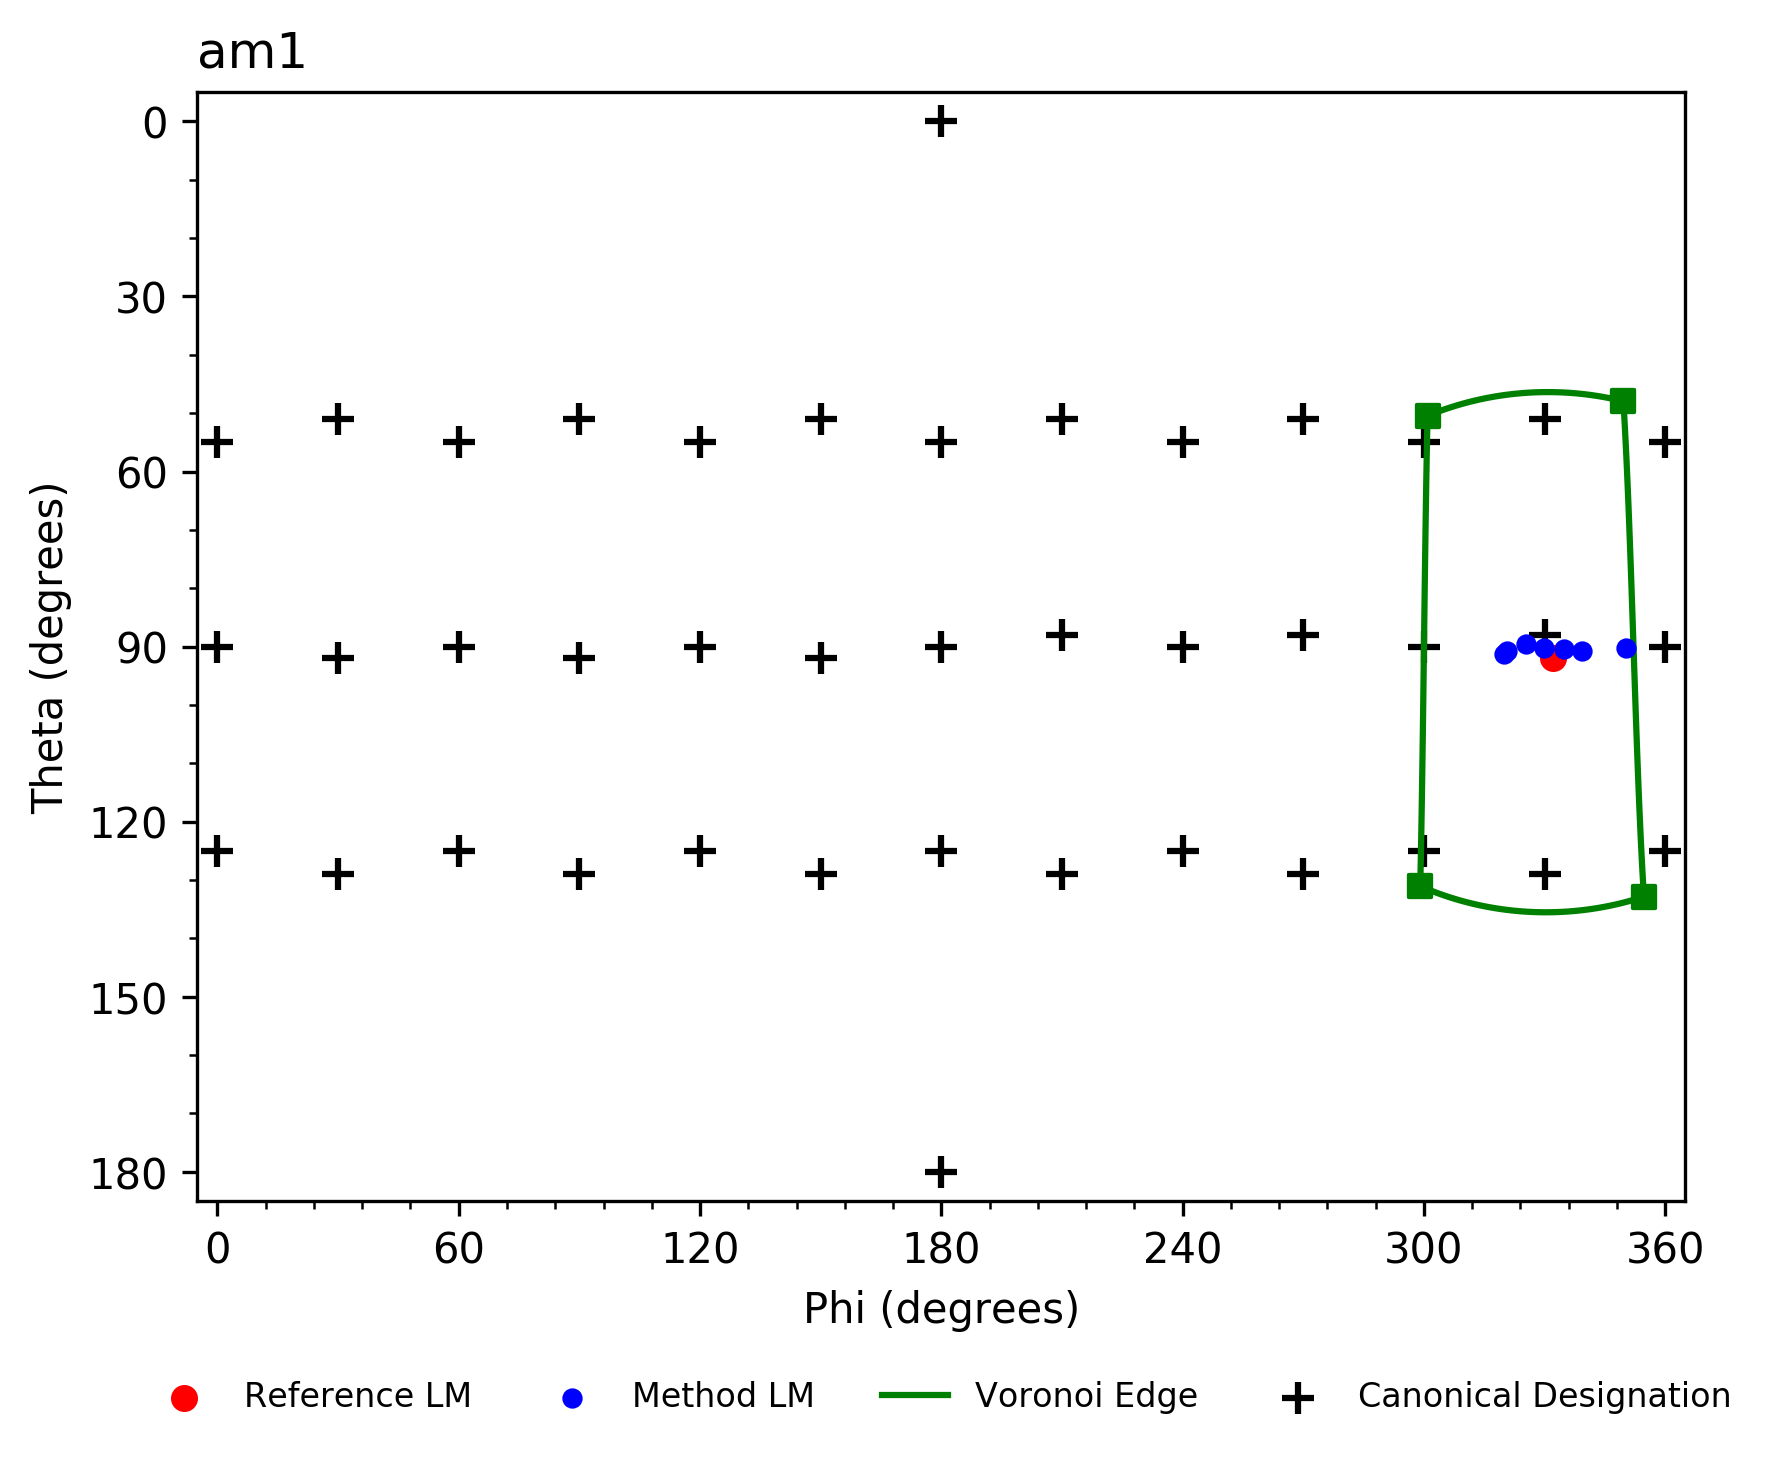 am1
0
30
60
90
120
150
180
Theta (degrees)
0 60 120 180 240 300 360
Phi (degrees)
Reference LM Method LM Voronoi Edge Canonical Designation